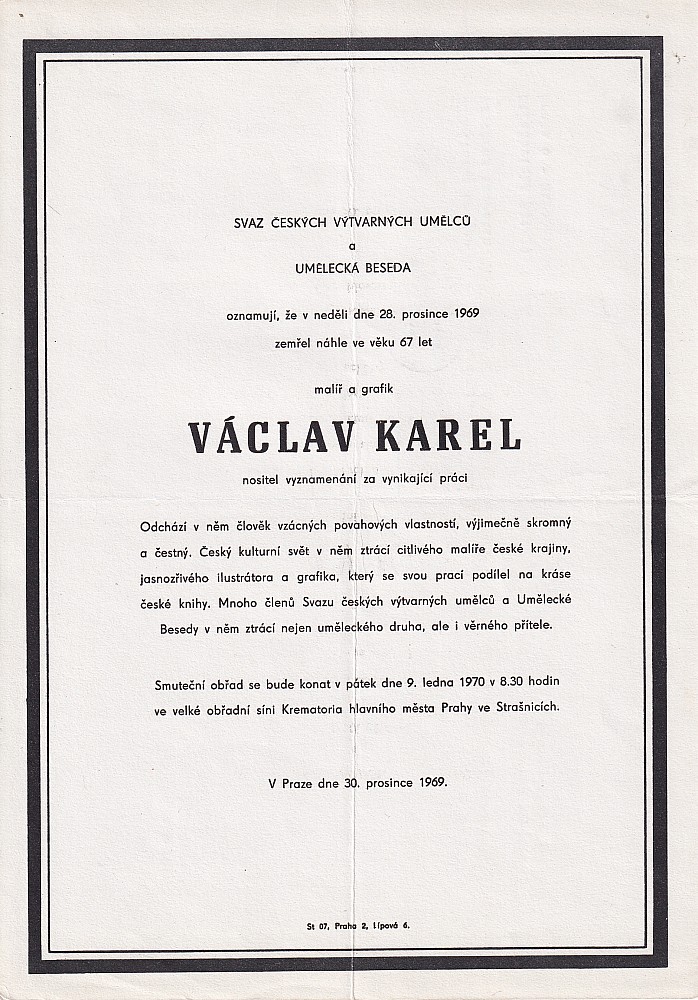 SVAZ ČESKÝCH VÝTVARNÝCH UMĚLCŮ
a
UMĚLECKÁ BESEDA
oznamují, že v neděli dne 28. prosince 1969
zemřel náhle ve věku 67 let
malíř a grafik
VÁCLAV KAREL
nositel vyznamenání za vynikající práci
Odchází v něm člověk vzácných povahových vlastností, výjimečně skromný
a čestný. Český kulturní svět v něm ztrácí citlivého malíře české krajiny,
jasnozřivého ilustrátora a grafika, který se svou prací podílel na kráse
české knihy. Mnoho členů Svazu českých výtvarných umělců a Umělecké
Besedy v něm ztrácí nejen uměleckého druha, ale i věrného přítele.
Smuteční obřad se bude konat v pátek dne 9. ledna 1970 v 8.30 hodin
ve velké obřadní síni Krematoria hlavního města Prahy ve Strašnicích.
V Praze dne 30. prosince 1969.
St 07, Praha 2, Lípová 6.